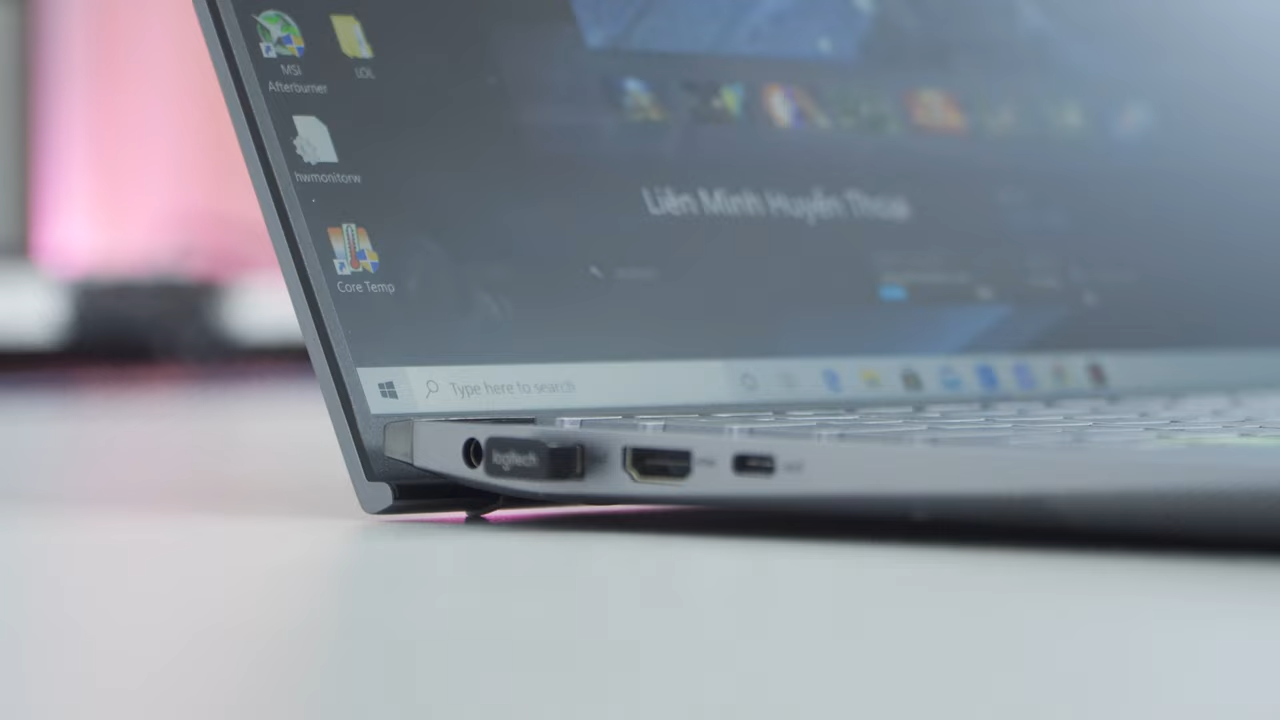 MSI
Afterburner
LOL
hwmonitorw
Core Temp
Liên Minh Huyền Thoại
Type here to search
logitech